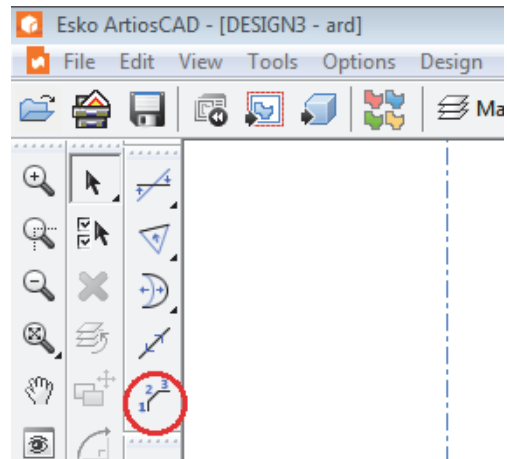 Esko ArtiosCAD - [DESIGN3 - ard]
File Edit View Tools Options Design
Ma
1 2 3